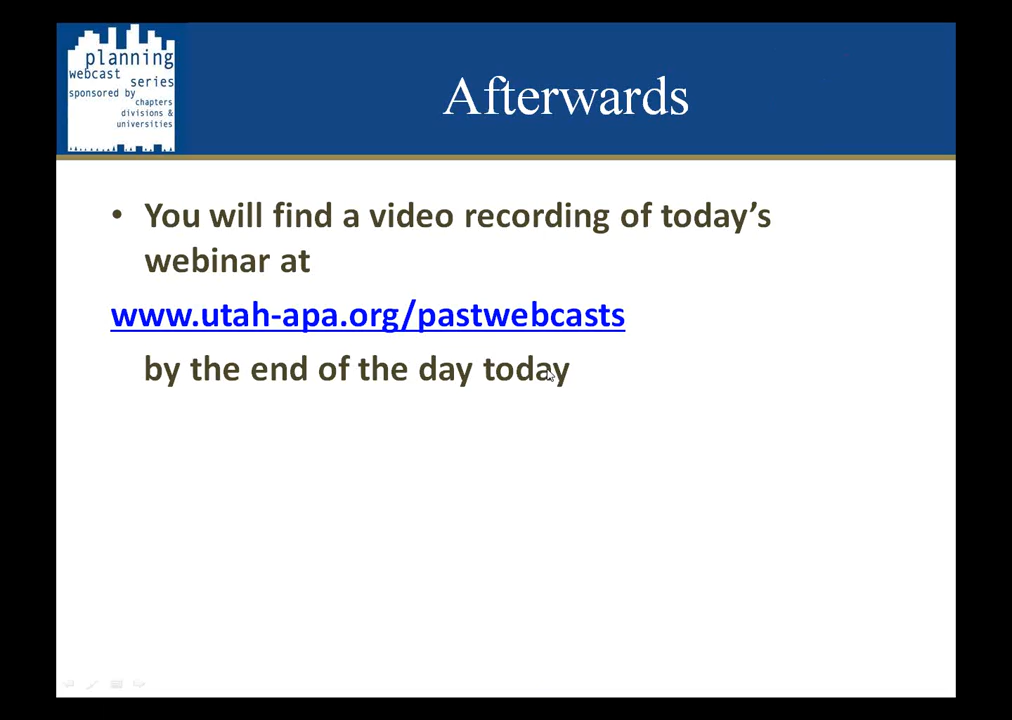 planning
webcast series
sponsored by
chapters
divisions &
universities
Afterwards
• You will find a video recording of today’s
webinar at
www.utah-apa.org/pastwebcasts
by the end of the day today